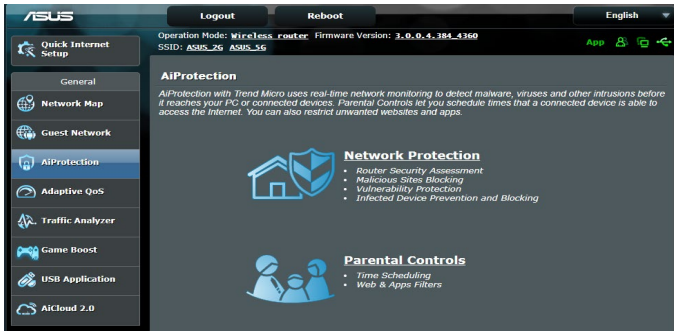 ASUS
Logout
Reboot
English
Quick Internet
Setup
Operation Mode: Wireless router Firmware Version: 3.0.0.4.384_4360
SSID: ASUS_2G ASUS_5G
App
General
Network Map
Guest Network
AiProtection
Adaptive QoS
Traffic Analyzer
Game Boost
USB Application
AiCloud 2.0
AiProtection
AiProtection with Trend Micro uses real-time network monitoring to detect malware, viruses and other intrusions before
it reaches your PC or connected devices. Parental Controls let you schedule times that a connected device is able to
access the Internet. You can also restrict unwanted websites and apps.
Network Protection
• Router Security Assessment
• Malicious Sites Blocking
• Vulnerability Protection
• Infected Device Prevention and Blocking
Parental Controls
• Time Scheduling
• Web & Apps Filters